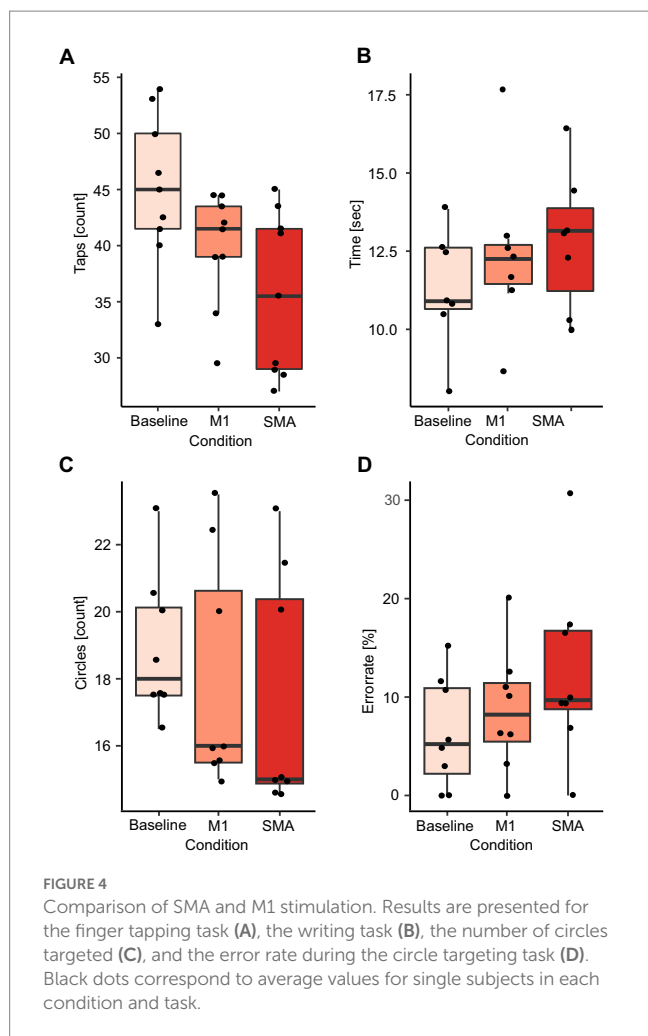 A
55
50
45
40
35
30
Taps [count]
Baseline M1 SMA
Condition
B
17.5
15.0
12.5
10.0
Time [sec]
Baseline M1 SMA
Condition
C
22
20
18
16
Circles [count]
Baseline M1 SMA
Condition
D
30
20
10
0
Errorrate [%]
Baseline M1 SMA
Condition
FIGURE 4
Comparison of SMA and M1 stimulation. Results are presented for
the finger tapping task (A), the writing task (B), the number of circles
targeted (C), and the error rate during the circle targeting task (D).
Black dots correspond to average values for single subjects in each
condition and task.